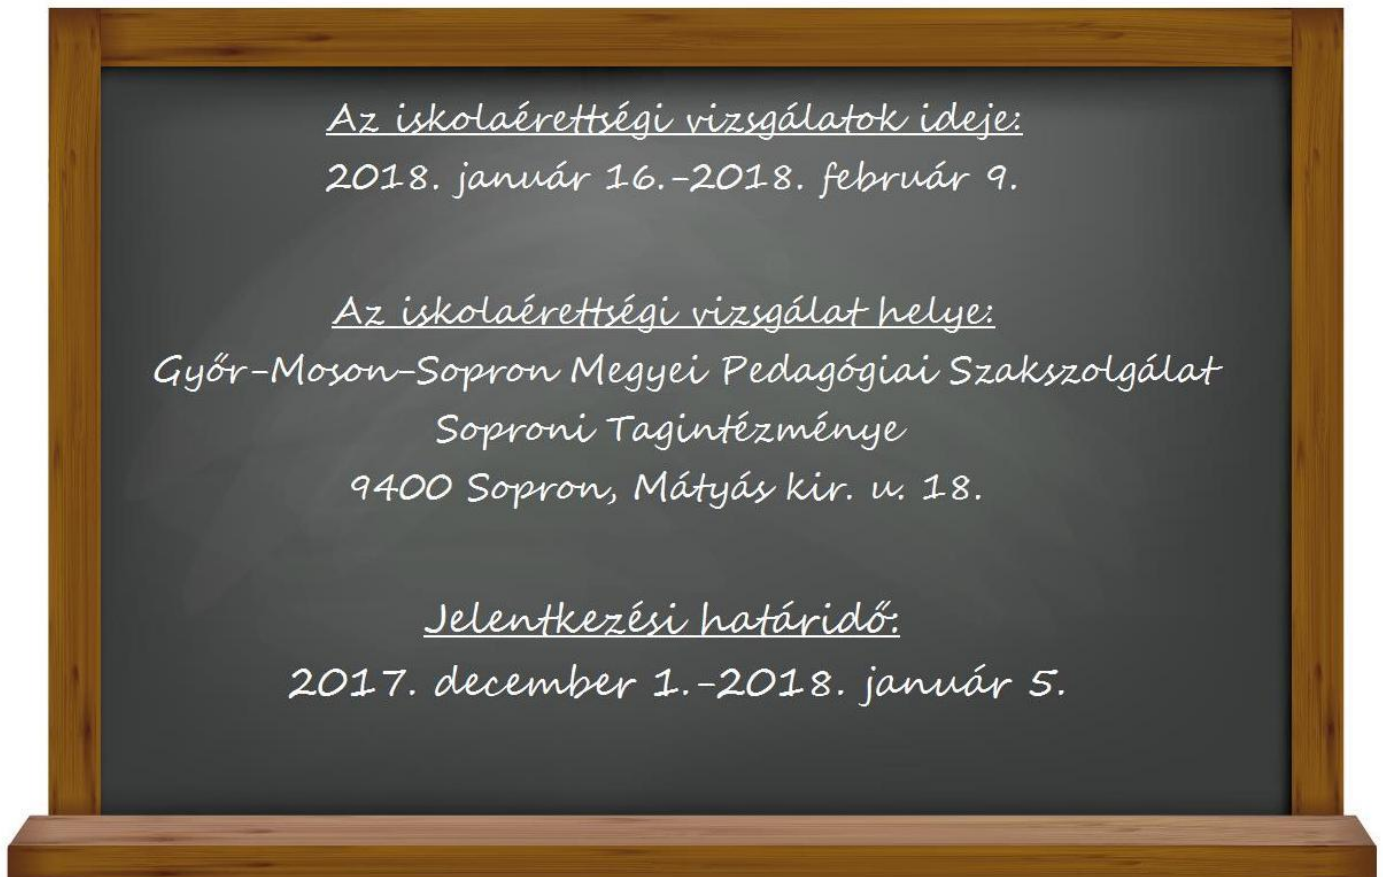 Az iskolaérettségi vizsgálatok ideje:
2018. január 16.-2018. február 9.
Az iskolaérettségi vizsgálat helye:
Győr-Moson-Sopron Megyei Pedagógiai Szakszolgálat
Soproni Tagintézménye
9400 Sopron, Mátyás kir. u. 18.
Jelentkezési határidő:
2017. december 1.-2018. január 5.